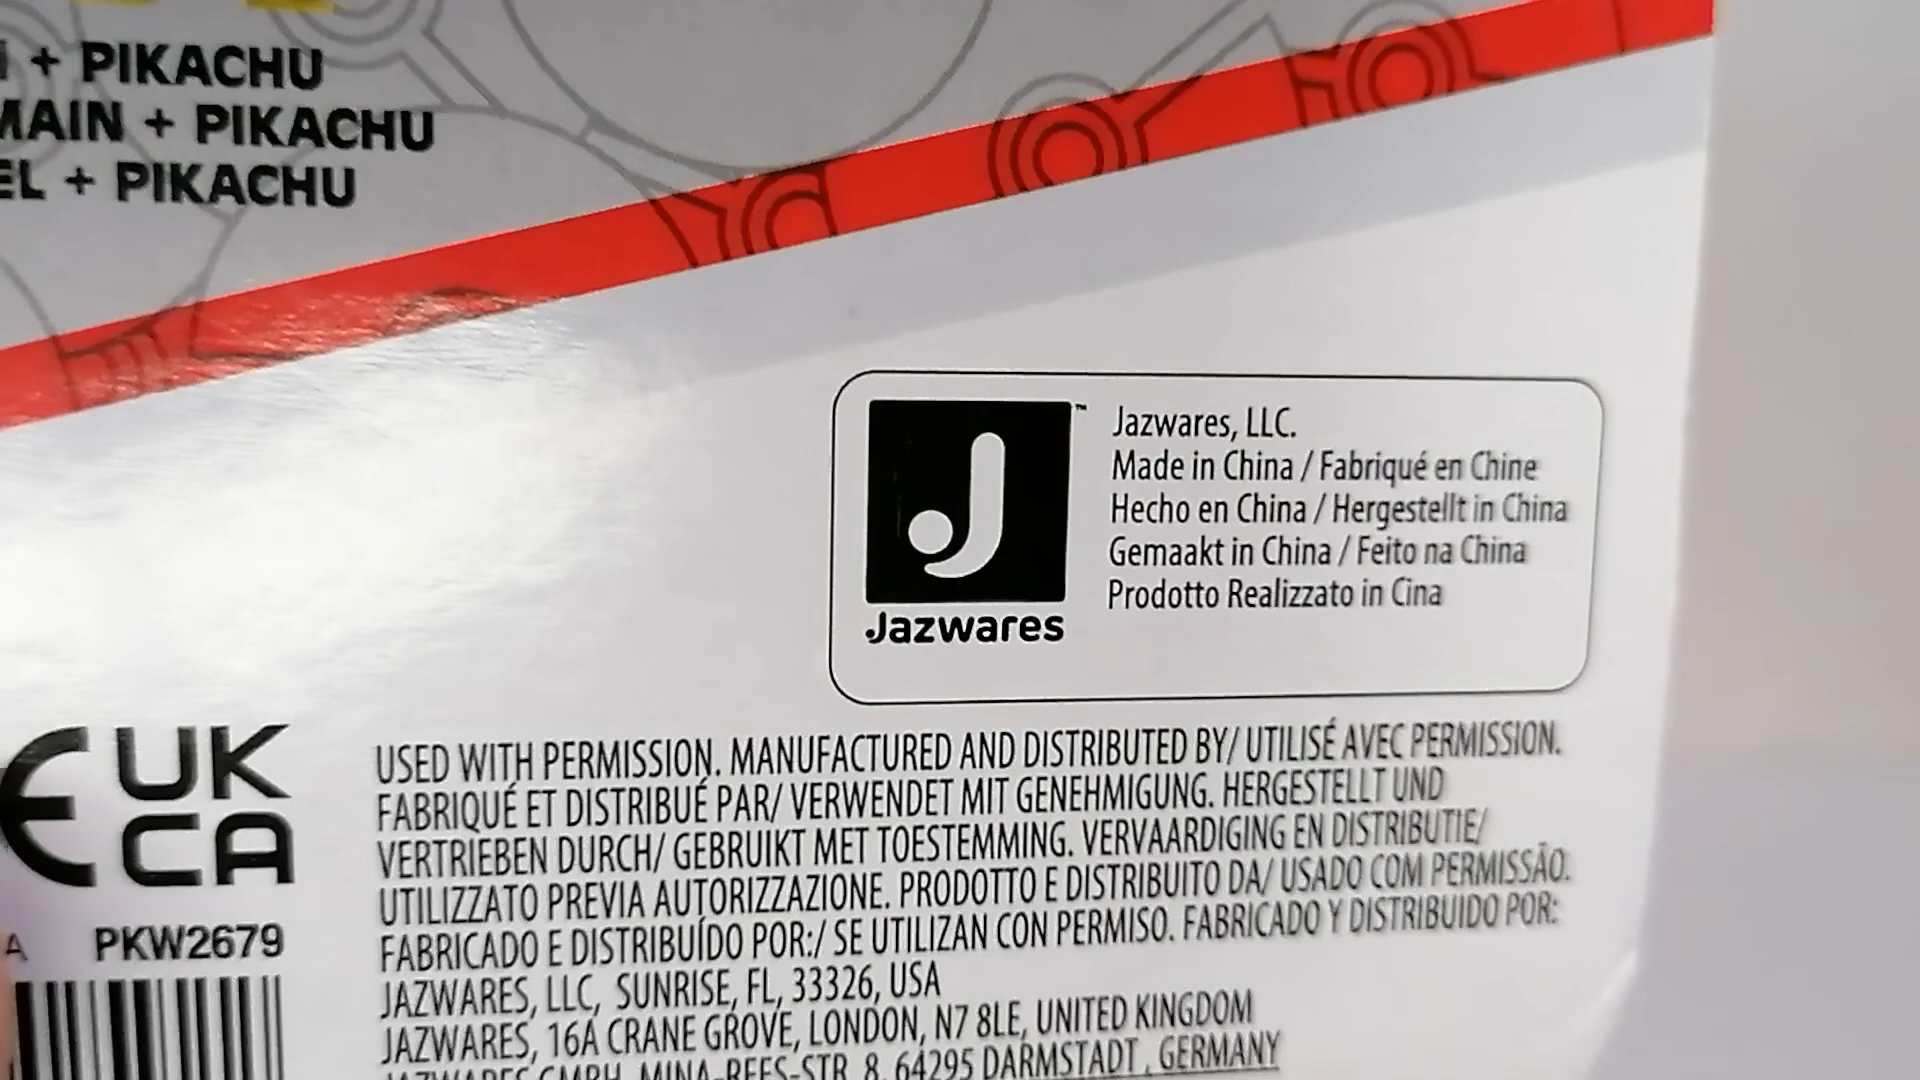 + PIKACHU
MAIN + PIKACHU
EL + PIKACHU
Jazwares, LLC.
Made in China / Fabriqué en Chine
Hecho en China / Hergestellt in China
Gemaakt in China / Feito na China
Prodotto Realizzato in Cina
™
Jazwares
CE UK
CA
USED WITH PERMISSION. MANUFACTURED AND DISTRIBUTED BY/ UTILISÉ AVEC PERMISSION.
FABRIQUÉ ET DISTRIBUÉ PAR/ VERWENDET MIT GENEHMIGUNG. HERGESTELLT UND
VERTRIEBEN DURCH/ GEBRUIKT MET TOESTEMMING. VERVAARDIGING EN DISTRIBUTIE/
UTILIZZATO PREVIA AUTORIZZAZIONE. PRODOTTO E DISTRIBUITO DA/ USADO COM PERMISSÃO.
FABRICADO E DISTRIBUÍDO POR:/ SE UTILIZAN CON PERMISO. FABRICADO Y DISTRIBUIDO POR:
JAZWARES, LLC, SUNRISE, FL, 33326, USA
JAZWARES, 16A CRANE GROVE, LONDON, N7 8LE, UNITED KINGDOM
JAZWARES GMBH, MINA-REES-STR. 8, 64295 DARMSTADT, GERMANY
A PKW2679